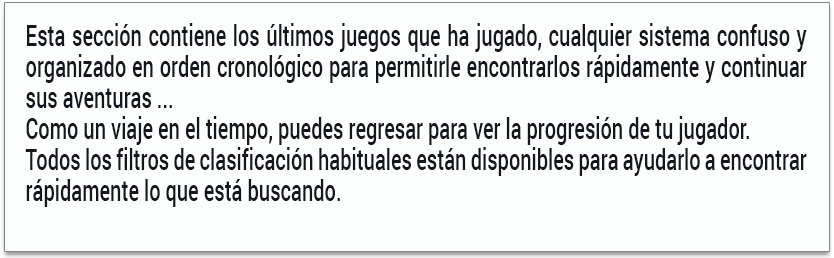 Esta sección contiene los últimos juegos que ha jugado, cualquier sistema confuso y
organizado en orden cronológico para permitirle encontrarlos rápidamente y continuar
sus aventuras ...
Como un viaje en el tiempo, puedes regresar para ver la progresión de tu jugador.
Todos los filtros de clasificación habituales están disponibles para ayudarlo a encontrar
rápidamente lo que está buscando.